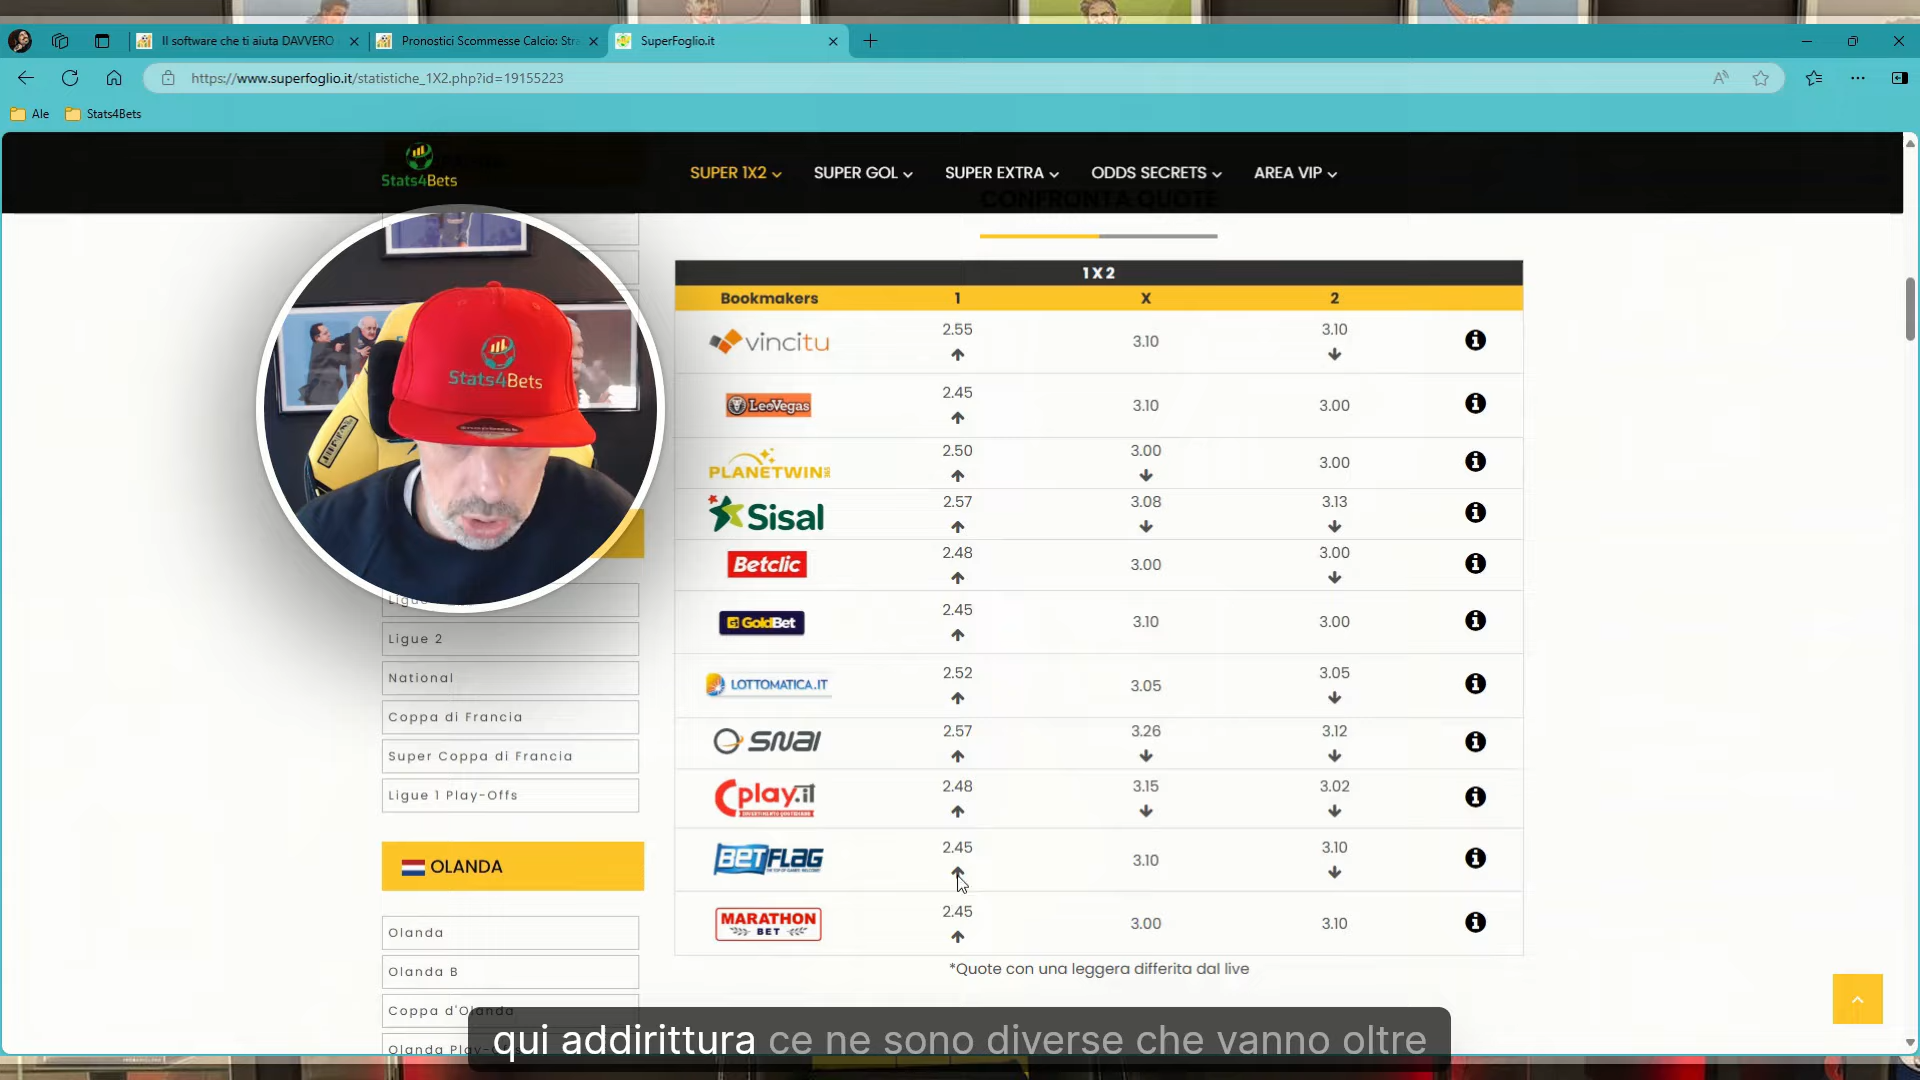 Il software che ti aiuta DAVVERO
Pronostici Scommesse Calcio: Stra
SuperFoglio.it
https://www.superfoglio.it/statistiche_1X2.php?id=19155223
Ale
Stats4Bets
Stats4Bets
SUPER 1X2
SUPER GOL
SUPER EXTRA
ODDS SECRETS
AREA VIP
CONFRONTA QUOTE
1X2
Bookmakers 1 X 2
vincitu 2.55 3.10 3.10
LeoVegas 2.45 3.10 3.00
PLANETWIN365 2.50 3.00 3.00
Sisal 2.57 3.08 3.13
Betclic 2.48 3.00 3.00
GoldBet 2.45 3.10 3.00
LOTTOMATICA.IT 2.52 3.05 3.05
SNAI 2.57 3.26 3.12
play.it 2.48 3.15 3.02
BETFLAG 2.45 3.10 3.10
MARATHON BET 2.45 3.00 3.10
*Quote con una leggera differita dal live
Stats4Bets
Ligue 2
National
Coppa di Francia
Super Coppa di Francia
Ligue 1 Play-Offs
OLANDA
Olanda
Olanda B
Coppa d'Olanda
qui addirittura ce ne sono diverse che vanno oltre